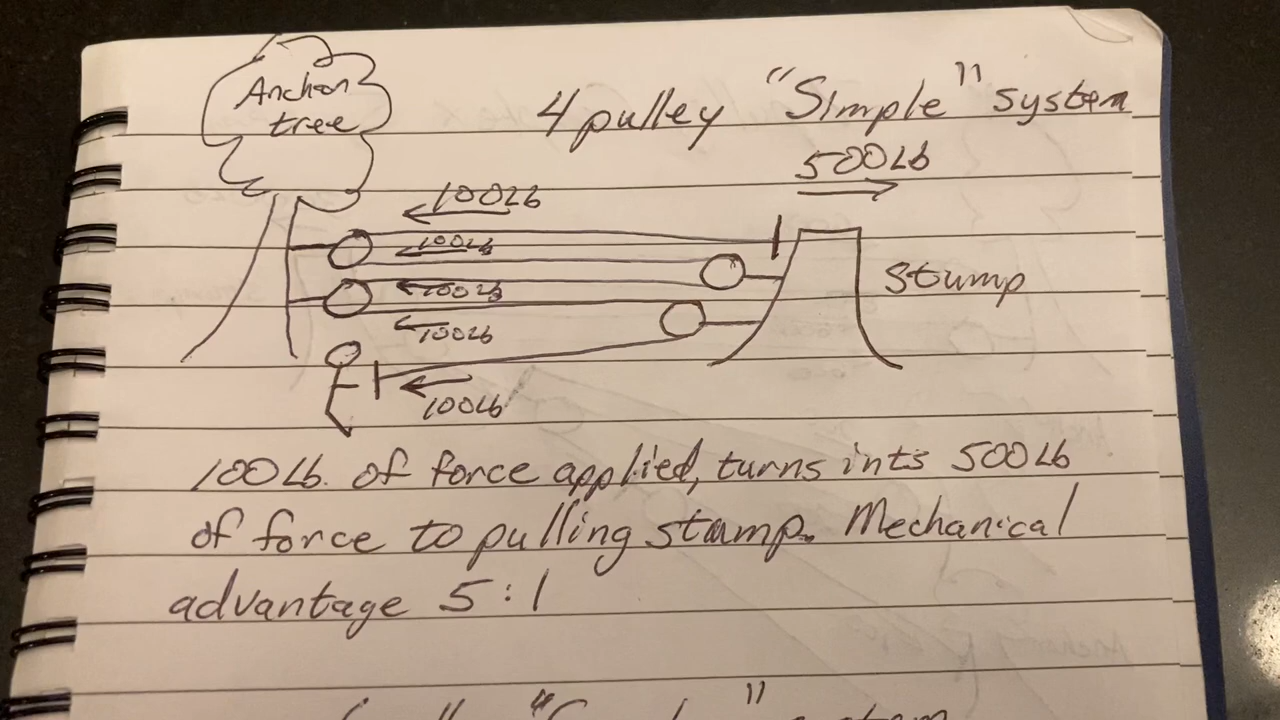 Anchor
tree
4 pulley "Simple" system
500Lb
100Lb
100Lb
100Lb
100Lb
100Lb
Stump
100Lb. of force applied, turns into 500Lb
of force to pulling stump. Mechanical
advantage 5:1
system